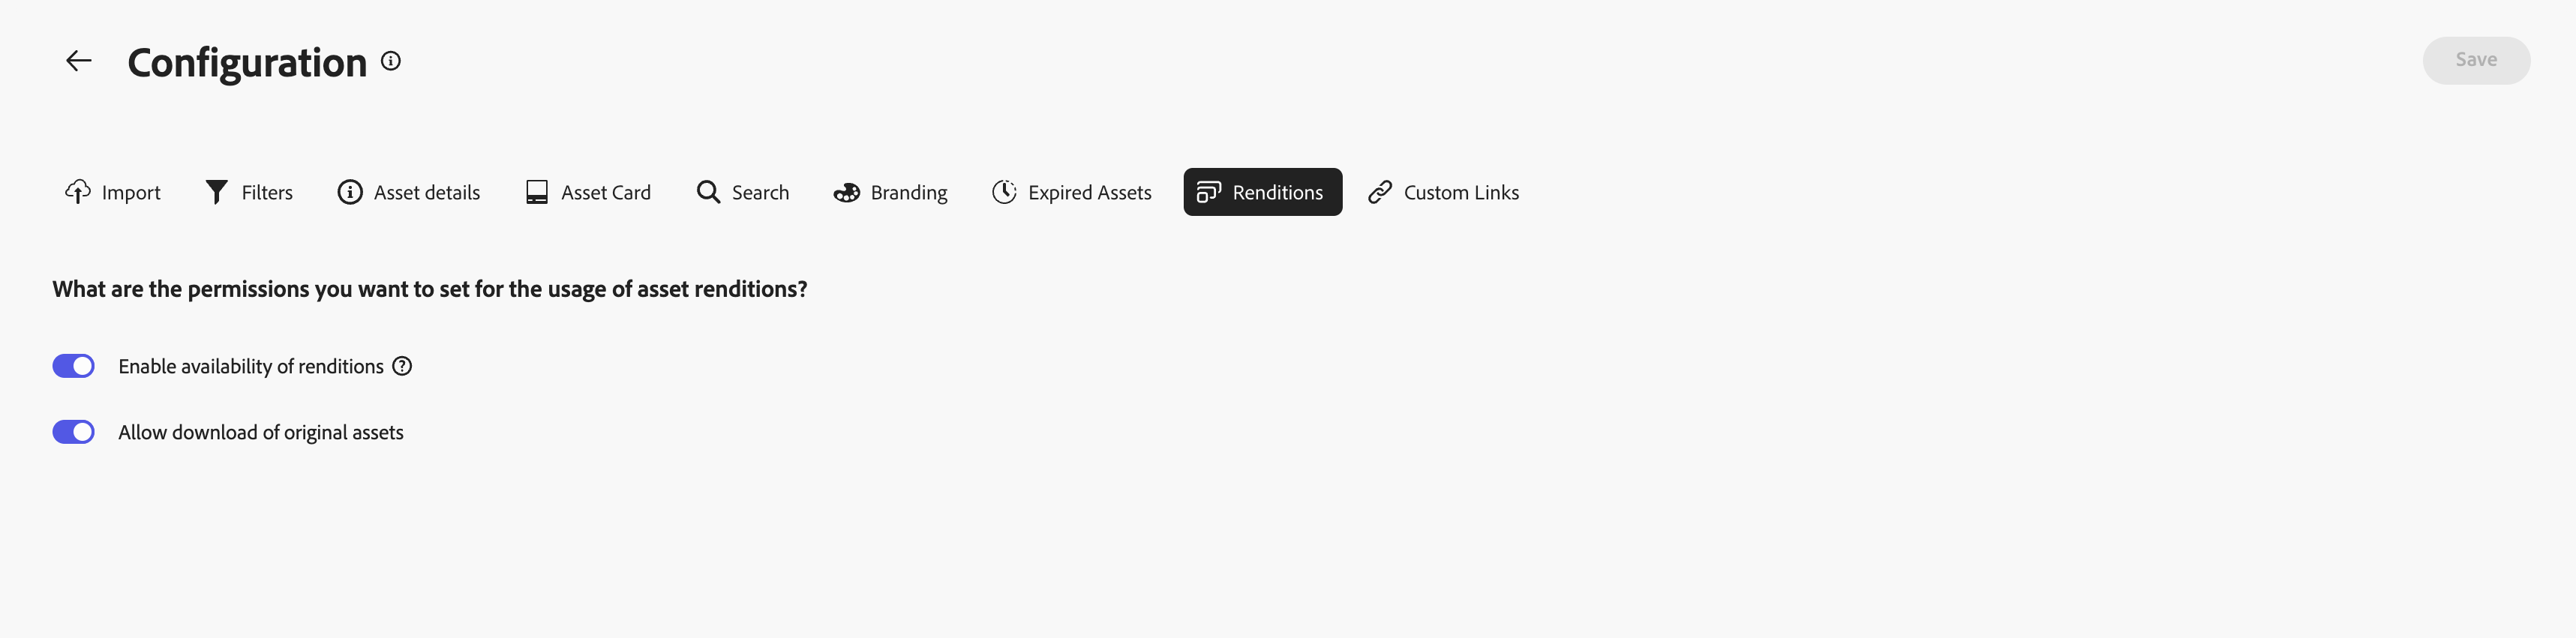 Configuration
Save
Import Filters Asset details Asset Card Search Branding Expired Assets Renditions Custom Links
What are the permissions you want to set for the usage of asset renditions?
Enable availability of renditions
Allow download of original assets